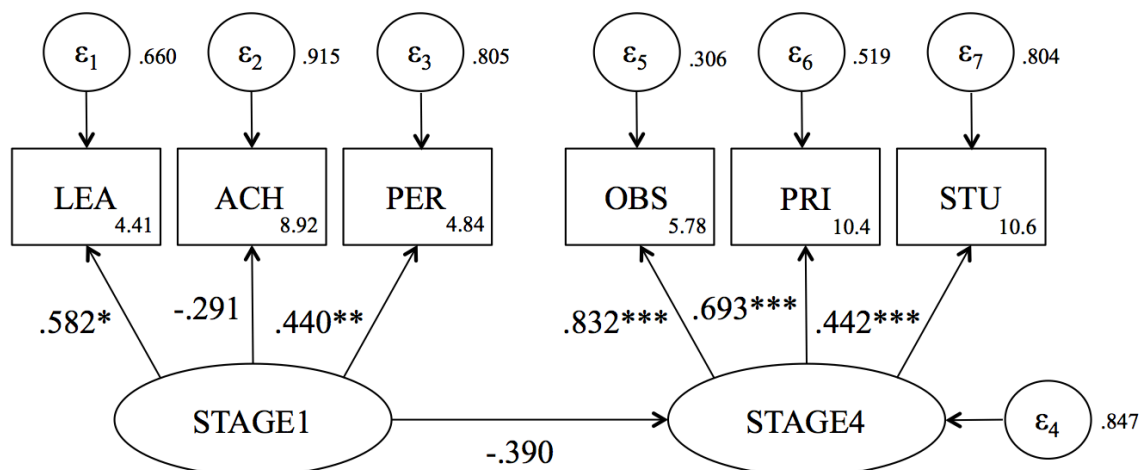 ε1 .660 ε2 .915 ε3 .805 ε5 .306 ε6 .519 ε7 .804
LEA ACH PER OBS PRI STU
4.41 8.92 4.84 5.78 10.4 10.6
.582* -.291 .440** .832*** .693*** .442***
STAGE1 STAGE4 ε4 .847
-.390